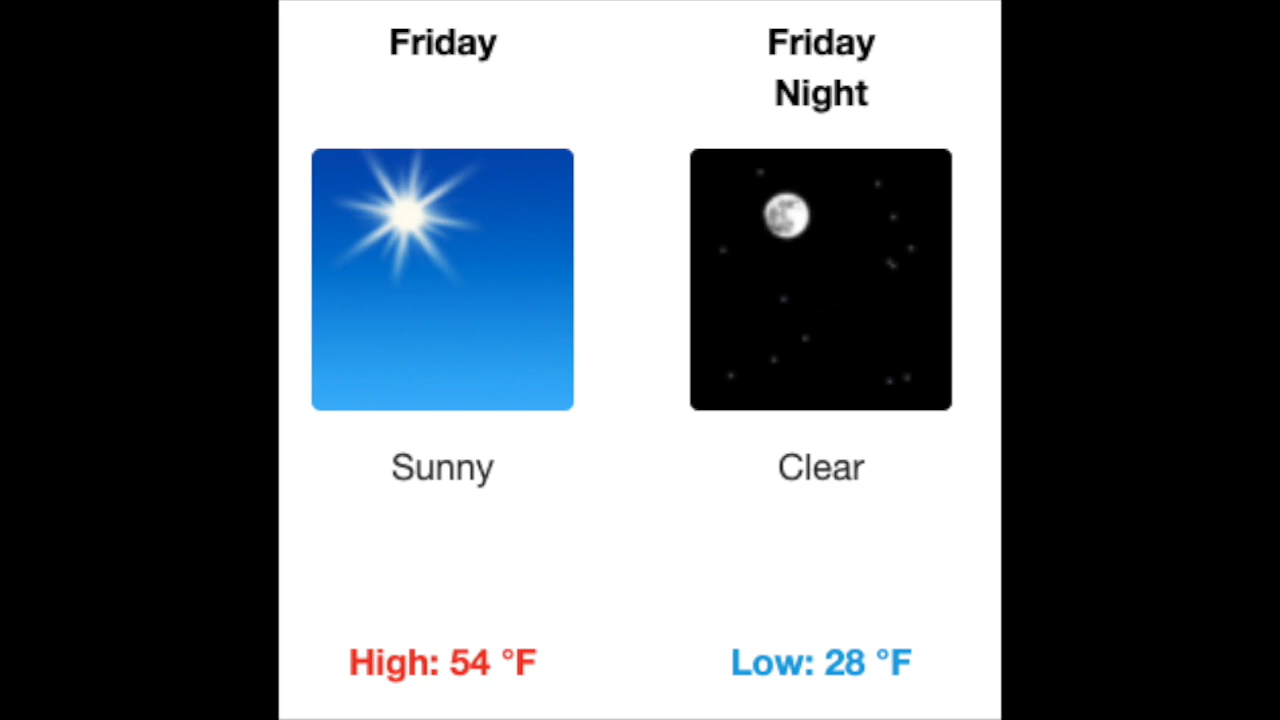 Friday
Sunny
High: 54 °F
Friday
Night
Clear
Low: 28 °F